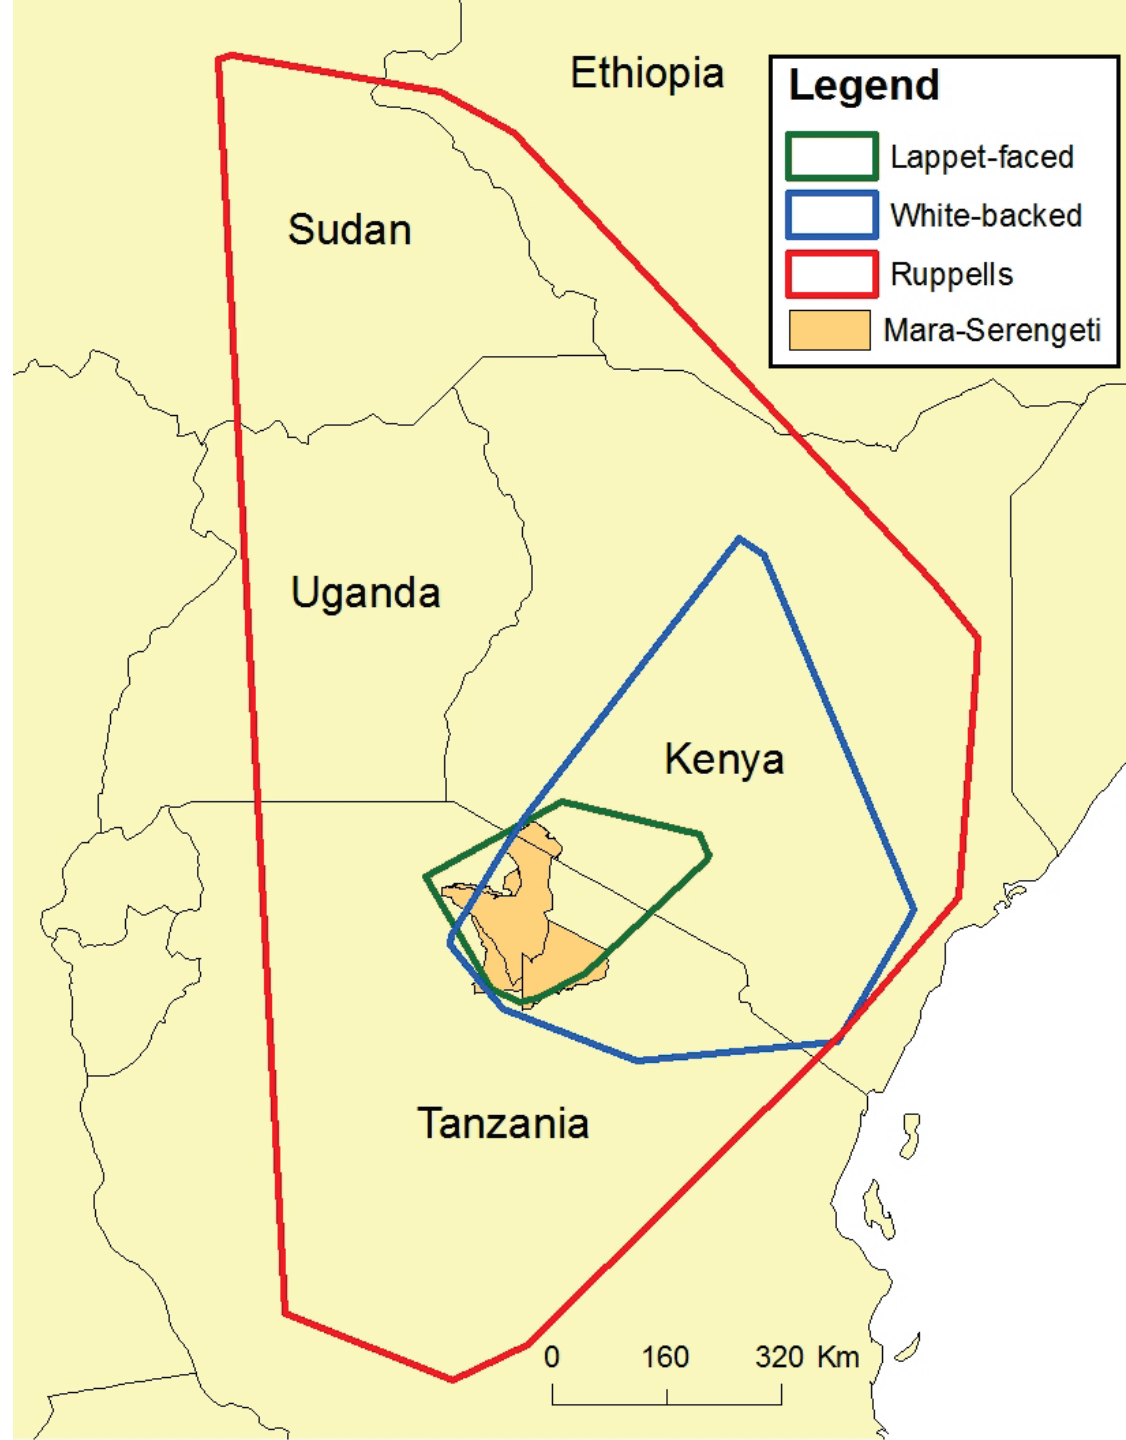 Ethiopia
Legend
Lappet-faced
White-backed
Ruppells
Mara-Serengeti
Sudan
Uganda
Kenya
Tanzania
0 160 320 Km